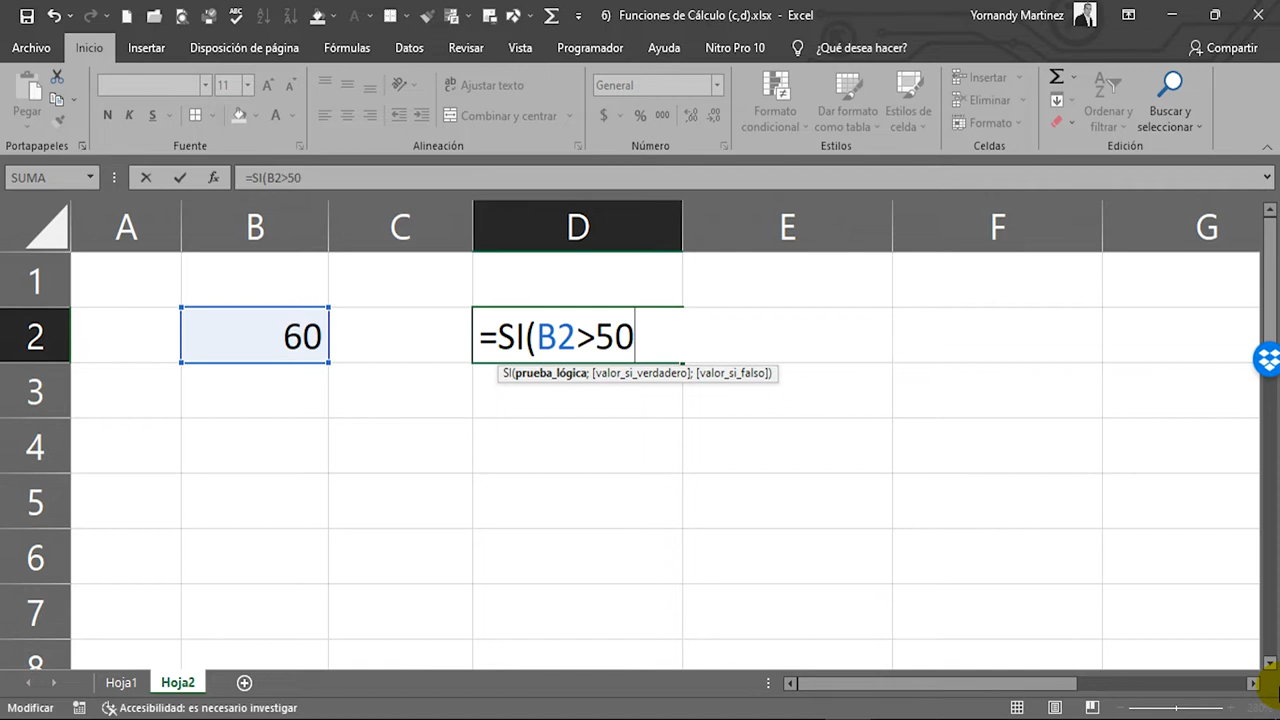 6) Funciones de Cálculo (c,d).xlsx - Excel
Yornandy Martinez
Archivo Inicio Insertar Disposición de página Fórmulas Datos Revisar Vista Programador Ayuda Nitro Pro 10 ¿Qué desea hacer? Compartir
Pegar
11
Ajustar texto
General
Formato condicional
Dar formato como tabla
Estilos de celda
Insertar
Eliminar
Formato
Ordenar y filtrar
Buscar y seleccionar
N K S
Combinar y centrar
$ % 000
Portapapeles Fuente Alineación Número Estilos Celdas Edición
SUMA fx =SI(B2>50
A B C D E F G
1
2 60 =SI(B2>50
SI(prueba_lógica; [valor_si_verdadero]; [valor_si_falso])
3
4
5
6
7
8
Hoja1 Hoja2
Modificar Accesibilidad: es necesario investigar